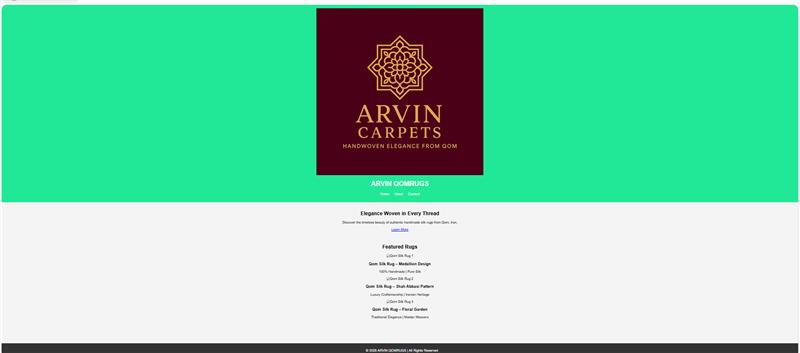 ARVIN
CARPETS
HANDWOVEN ELEGANCE FROM QOM
ARVIN QOMRUGS
Home About Contact
Elegance Woven in Every Thread
Discover the timeless beauty of authentic handmade silk rugs from Qom, Iran.
Learn More
Featured Rugs
Qom Silk Rug 1
Qom Silk Rug – Medallion Design
100% Handmade | Pure Silk
Qom Silk Rug 2
Qom Silk Rug – Shah Abbasi Pattern
Luxury Craftsmanship | Iranian Heritage
Qom Silk Rug 3
Qom Silk Rug – Floral Garden
Traditional Elegance | Master Weavers
© 2025 ARVIN QOMRUGS | All Rights Reserved